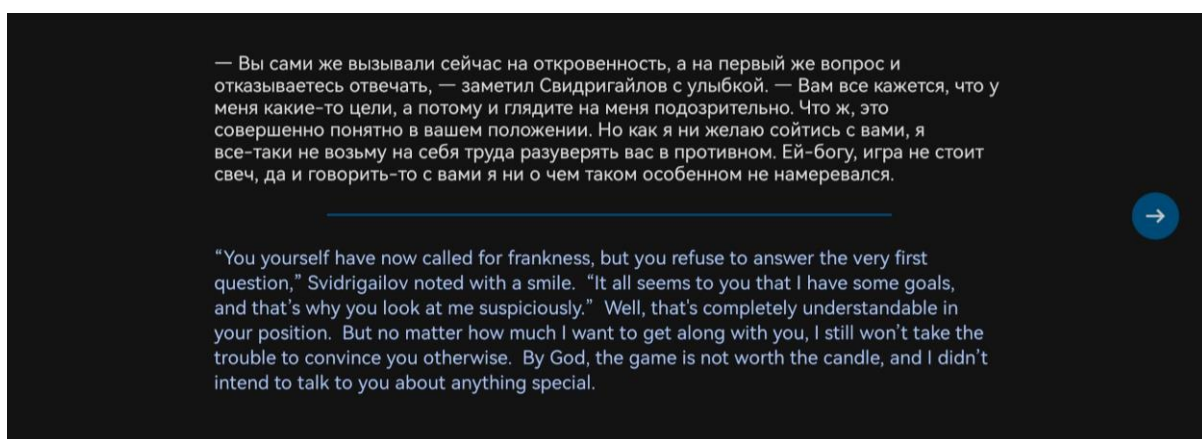 — Вы сами же вызывали сейчас на откровенность, а на первый же вопрос и
отказываетесь отвечать, — заметил Свидригайлов с улыбкой. — Вам все кажется, что у
меня какие-то цели, а потому и глядите на меня подозрительно. Что ж, это
совершенно понятно в вашем положении. Но как я ни желаю сойтись с вами, я
все-таки не возьму на себя труда разуверять вас в противном. Ей-богу, игра не стоит
свеч, да и говорить-то с вами я ни о чем таком особенном не намеревался.
“You yourself have now called for frankness, but you refuse to answer the very first
question,” Svidrigailov noted with a smile.  “It all seems to you that I have some goals,
and that’s why you look at me suspiciously.”  Well, that's completely understandable in
your position.  But no matter how much I want to get along with you, I still won’t take the
trouble to convince you otherwise.  By God, the game is not worth the candle, and I didn’t
intend to talk to you about anything special.